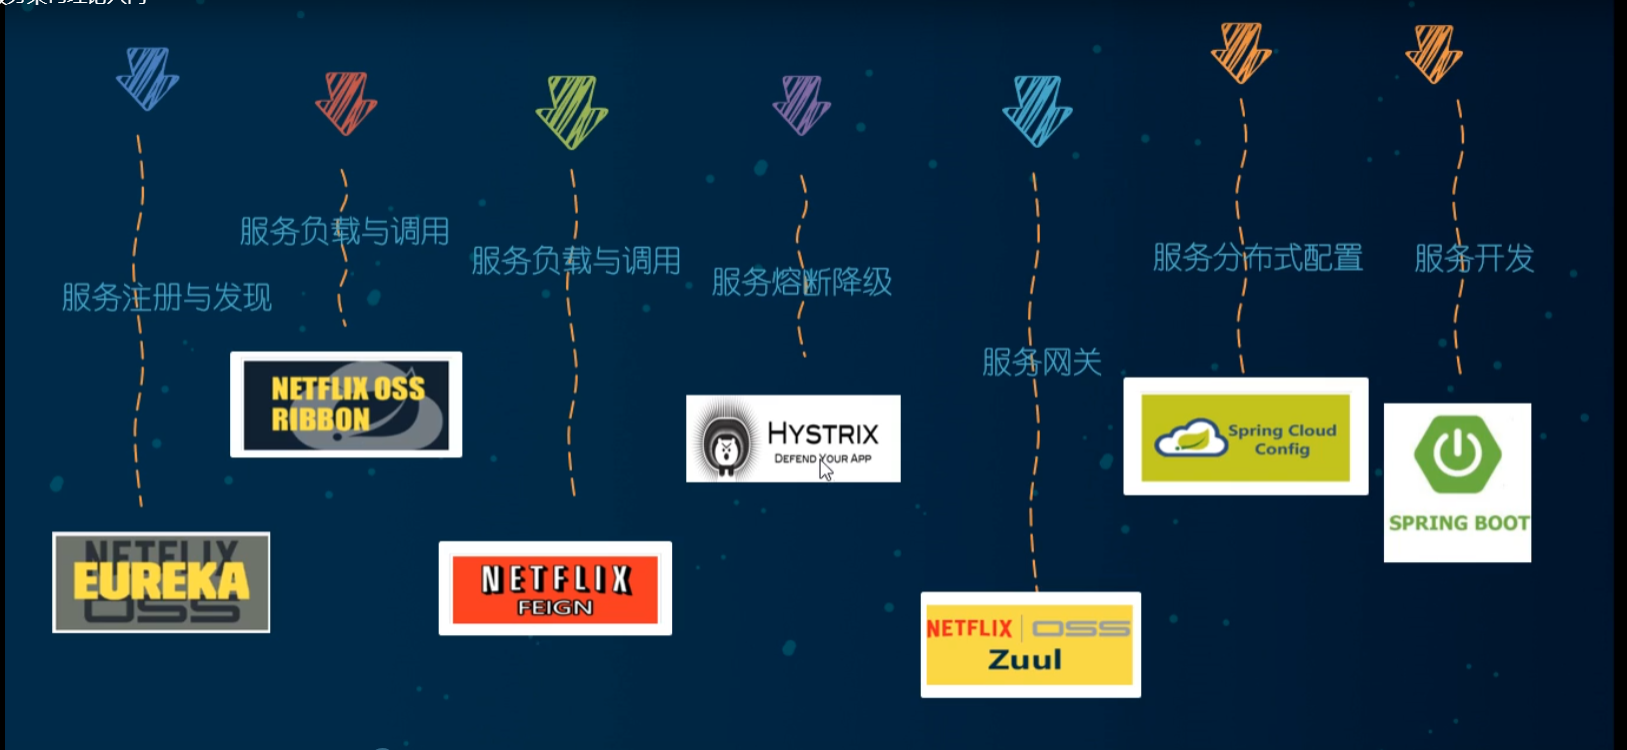 服务注册与发现
NETFLIX
EUREKA
OSS
服务负载与调用
NETFLIX OSS
RIBBON
服务负载与调用
NETFLIX
FEIGN
服务熔断降级
HYSTRIX
DEFEND YOUR APP
服务网关
NETFLIX | OSS
Zuul
服务分布式配置
Spring Cloud
Config
服务开发
SPRING BOOT